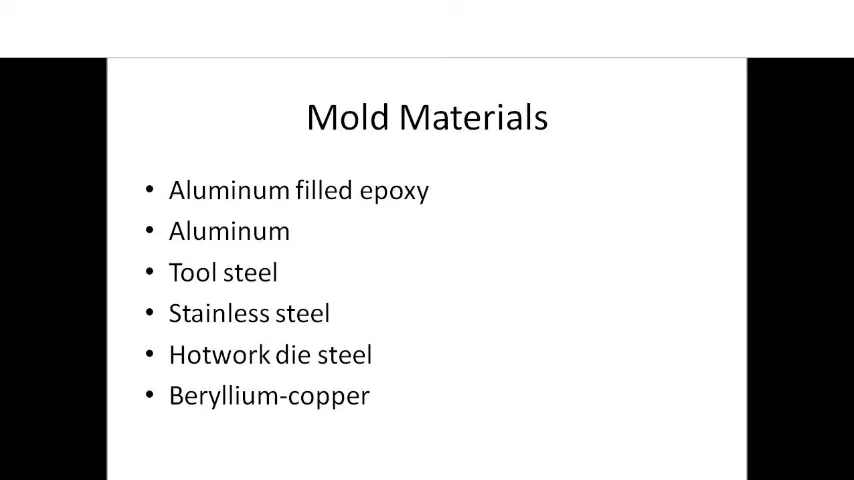 Mold Materials
• Aluminum filled epoxy
• Aluminum
• Tool steel
• Stainless steel
• Hotwork die steel
• Beryllium-copper